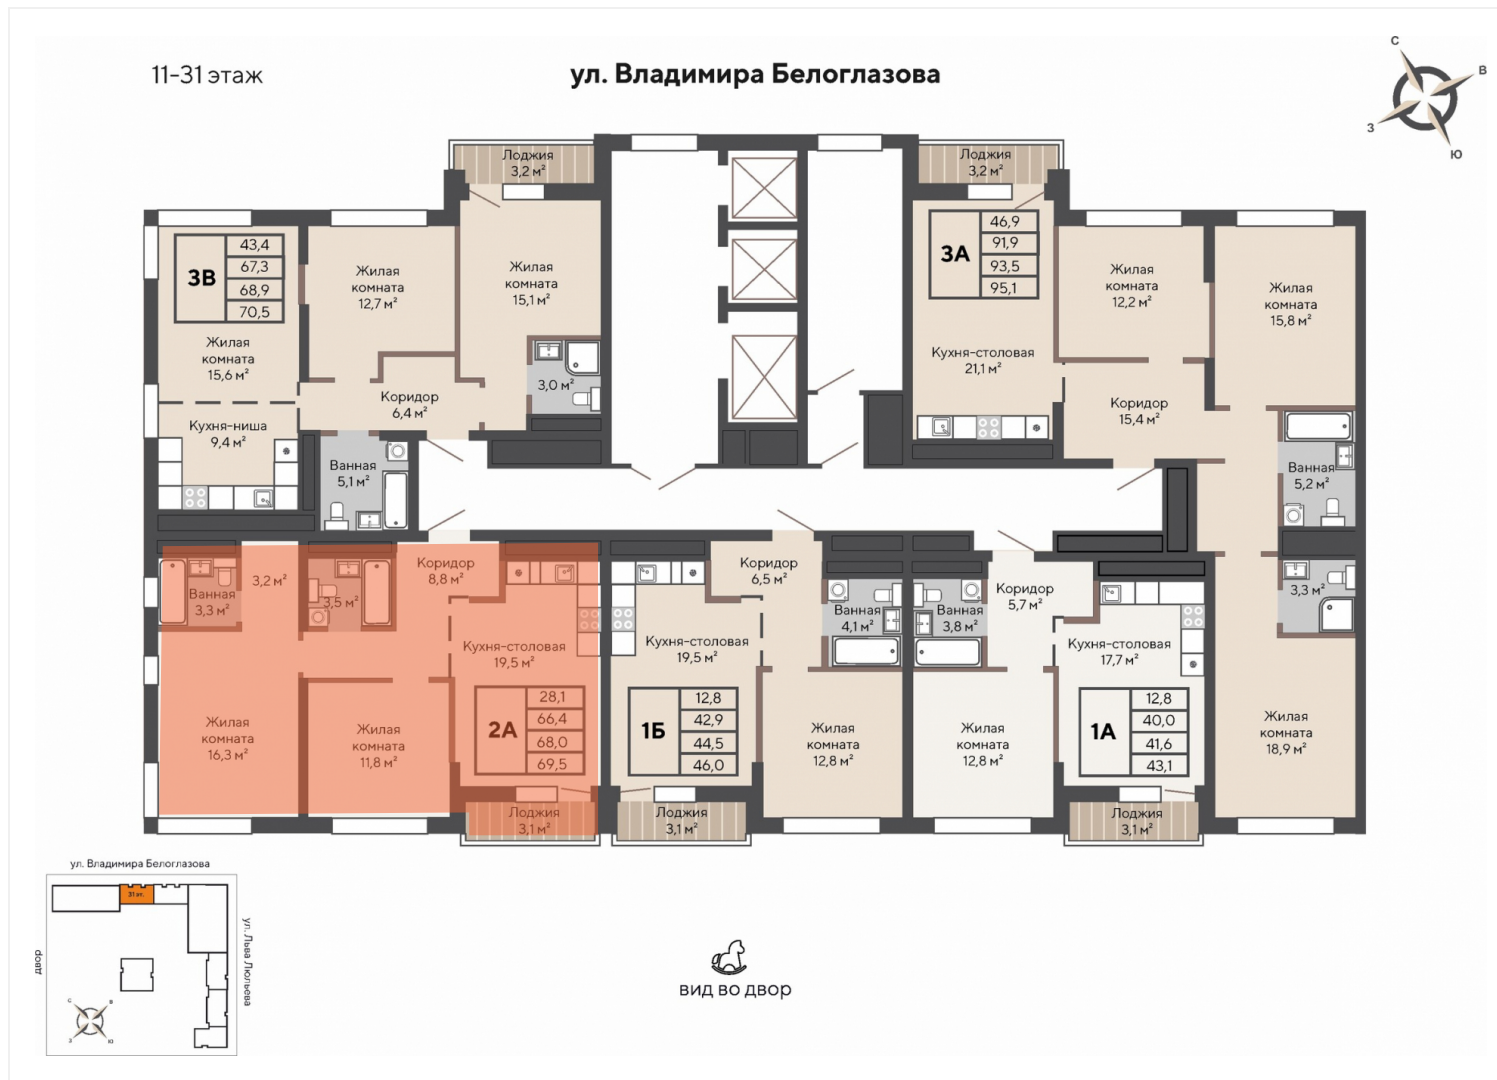 11-31 этаж
ул. Владимира Белоглазова
С
В
З
Ю
Лоджия
3,2 м²
Лоджия
3,2 м²
3В
43,4
67,3
68,9
70,5
Жилая
комната
15,6 м²
Кухня-ниша
9,4 м²
Жилая
комната
12,7 м²
Жилая
комната
15,1 м²
3,0 м²
Коридор
6,4 м²
Ванная
5,1 м²
3А
46,9
91,9
93,5
95,1
Кухня-столовая
21,1 м²
Жилая
комната
12,2 м²
Жилая
комната
15,8 м²
Коридор
15,4 м²
Ванная
5,2 м²
3,3 м²
Жилая
комната
18,9 м²
Ванная
3,3 м²
3,2 м²
3,5 м²
Коридор
8,8 м²
Кухня-столовая
19,5 м²
2А
28,1
66,4
68,0
69,5
Жилая
комната
16,3 м²
Жилая
комната
11,8 м²
Лоджия
3,1 м²
Коридор
6,5 м²
Кухня-столовая
19,5 м²
Ванная
4,1 м²
1Б
12,8
42,9
44,5
46,0
Жилая
комната
12,8 м²
Лоджия
3,1 м²
Ванная
3,8 м²
Коридор
5,7 м²
Кухня-столовая
17,7 м²
Жилая
комната
12,8 м²
1А
12,8
40,0
41,6
43,1
Лоджия
3,1 м²
ул. Владимира Белоглазова
31 эт.
двор
ул. Льва Люльева
С
В
З
Ю
вид во двор